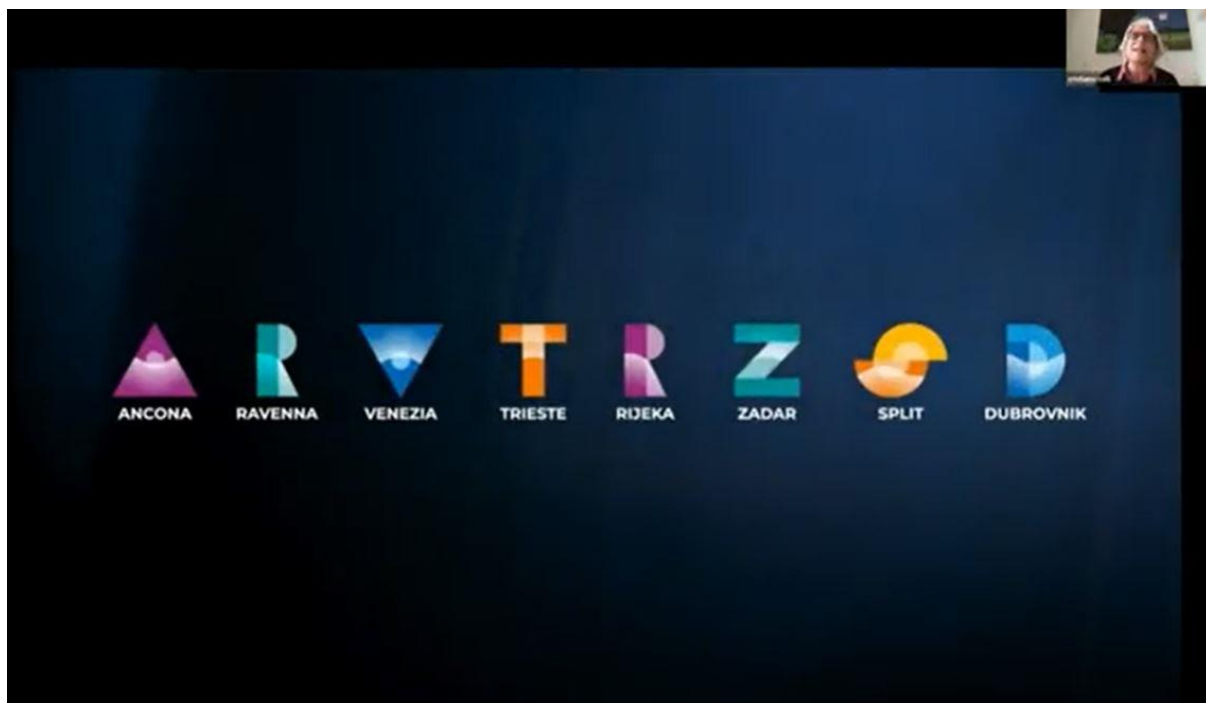 A R V T R Z S D
ANCONA RAVENNA VENEZIA TRIESTE RIJEKA ZADAR SPLIT DUBROVNIK